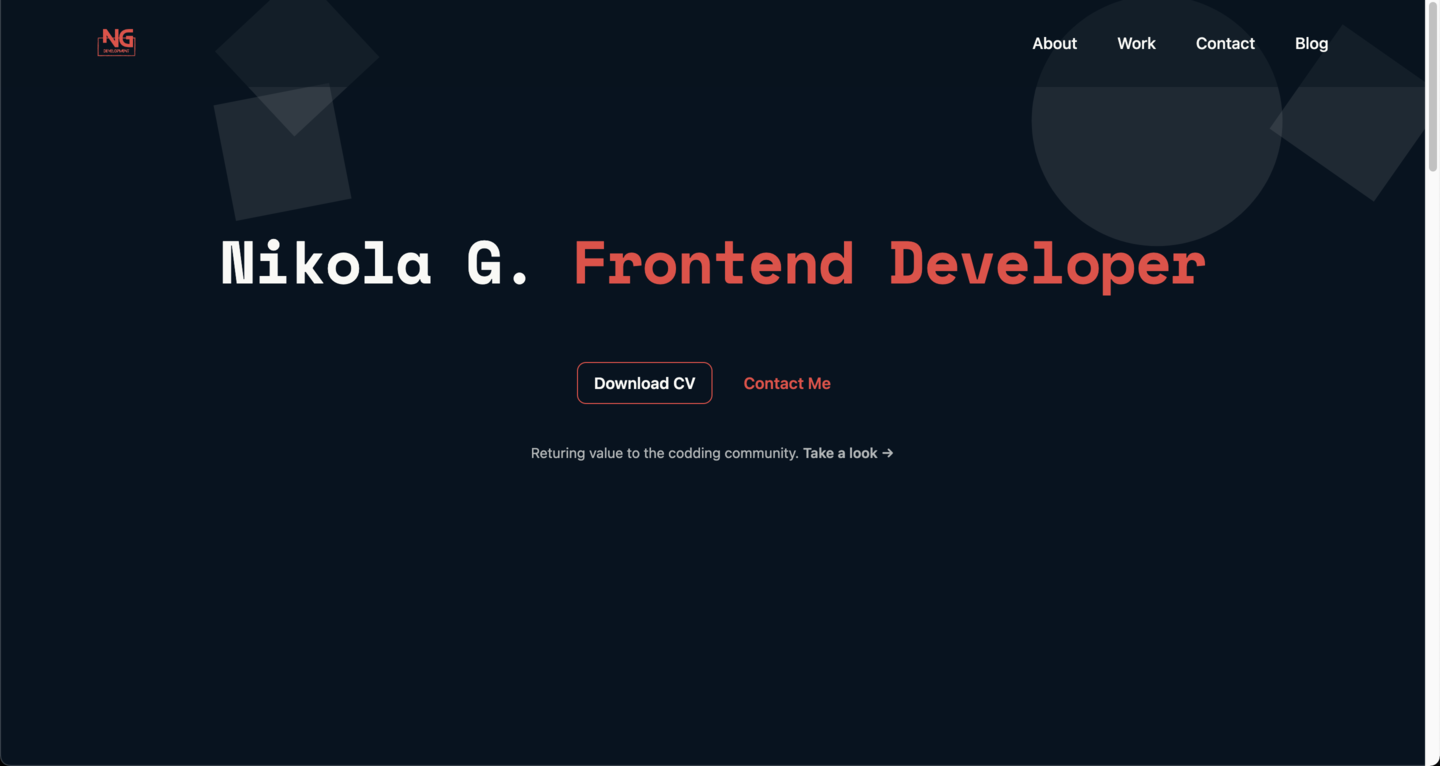 NG
DEVELOPMENT
About Work Contact Blog
Nikola G. Frontend Developer
Download CV Contact Me
Returing value to the codding community. Take a look →